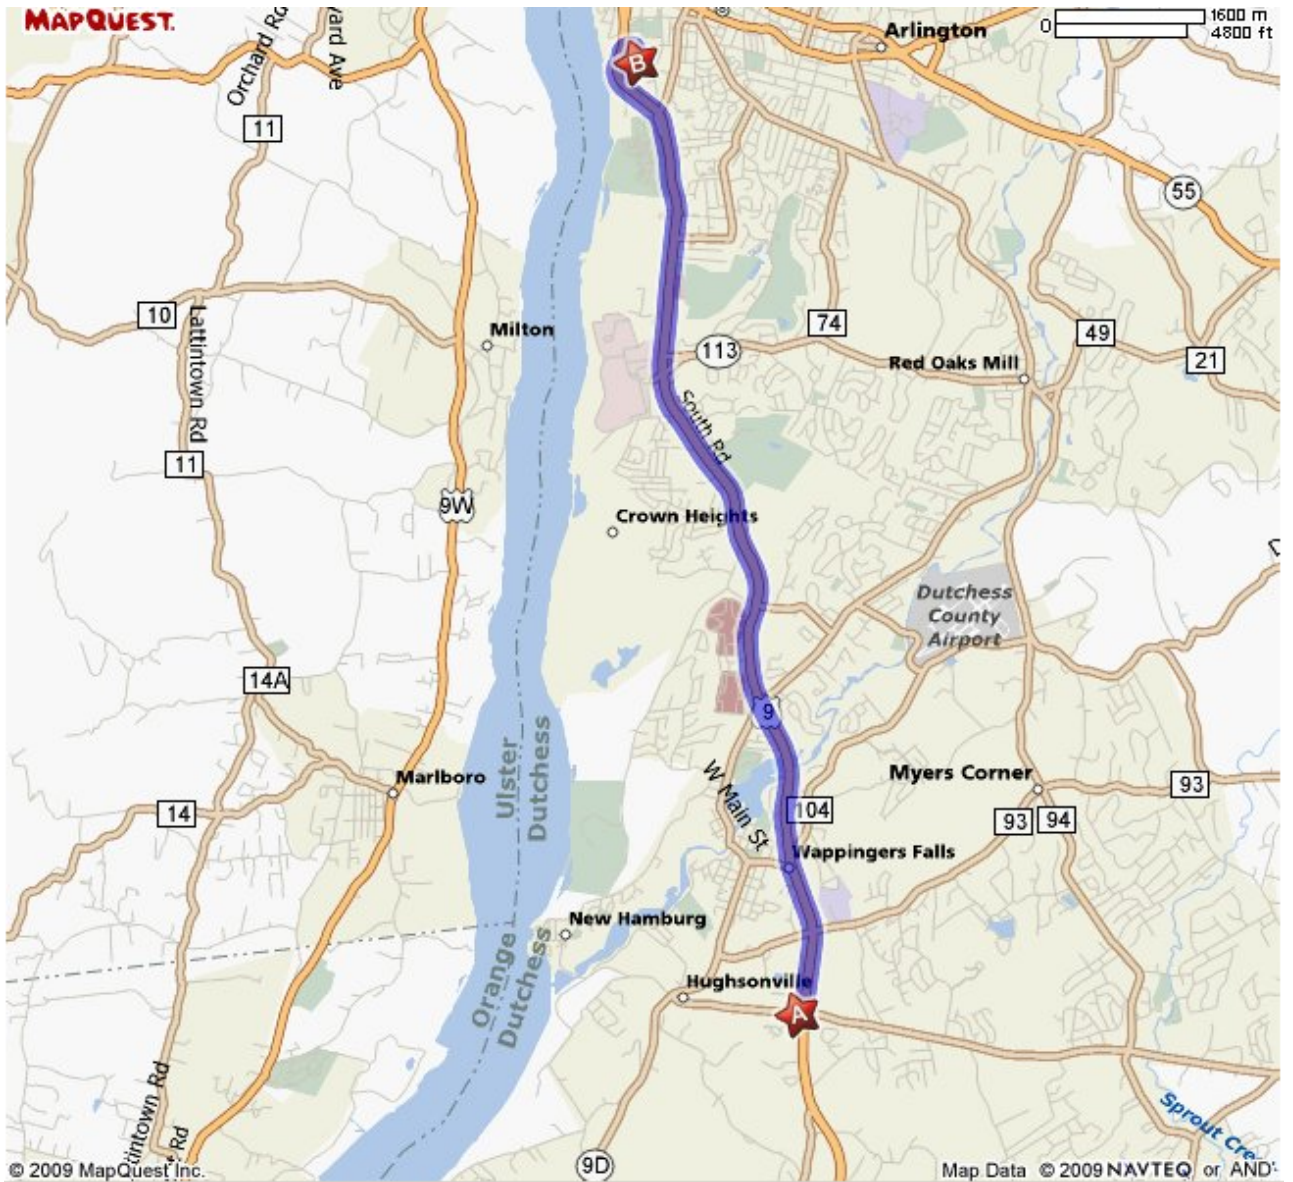 MAPQUEST.
0
1600 m
4800 ft
Arlington
Orchard Rd
ward Ave
B
11
55
10
Lattintown Rd
Milton
74
49
21
113
Red Oaks Mill
South Rd
11
9W
Crown Heights
Dutchess
County
Airport
14A
9
Ulster
Dutchess
Marlboro
W Main St
Myers Corner
93
14
104
93
94
Wappingers Falls
New Hamburg
Orange
Dutchess
Hughsonville
A
tintown Rd
Rd
Sprout Cre
9D
© 2009 MapQuest Inc.
Map Data © 2009 NAVTEQ or AND